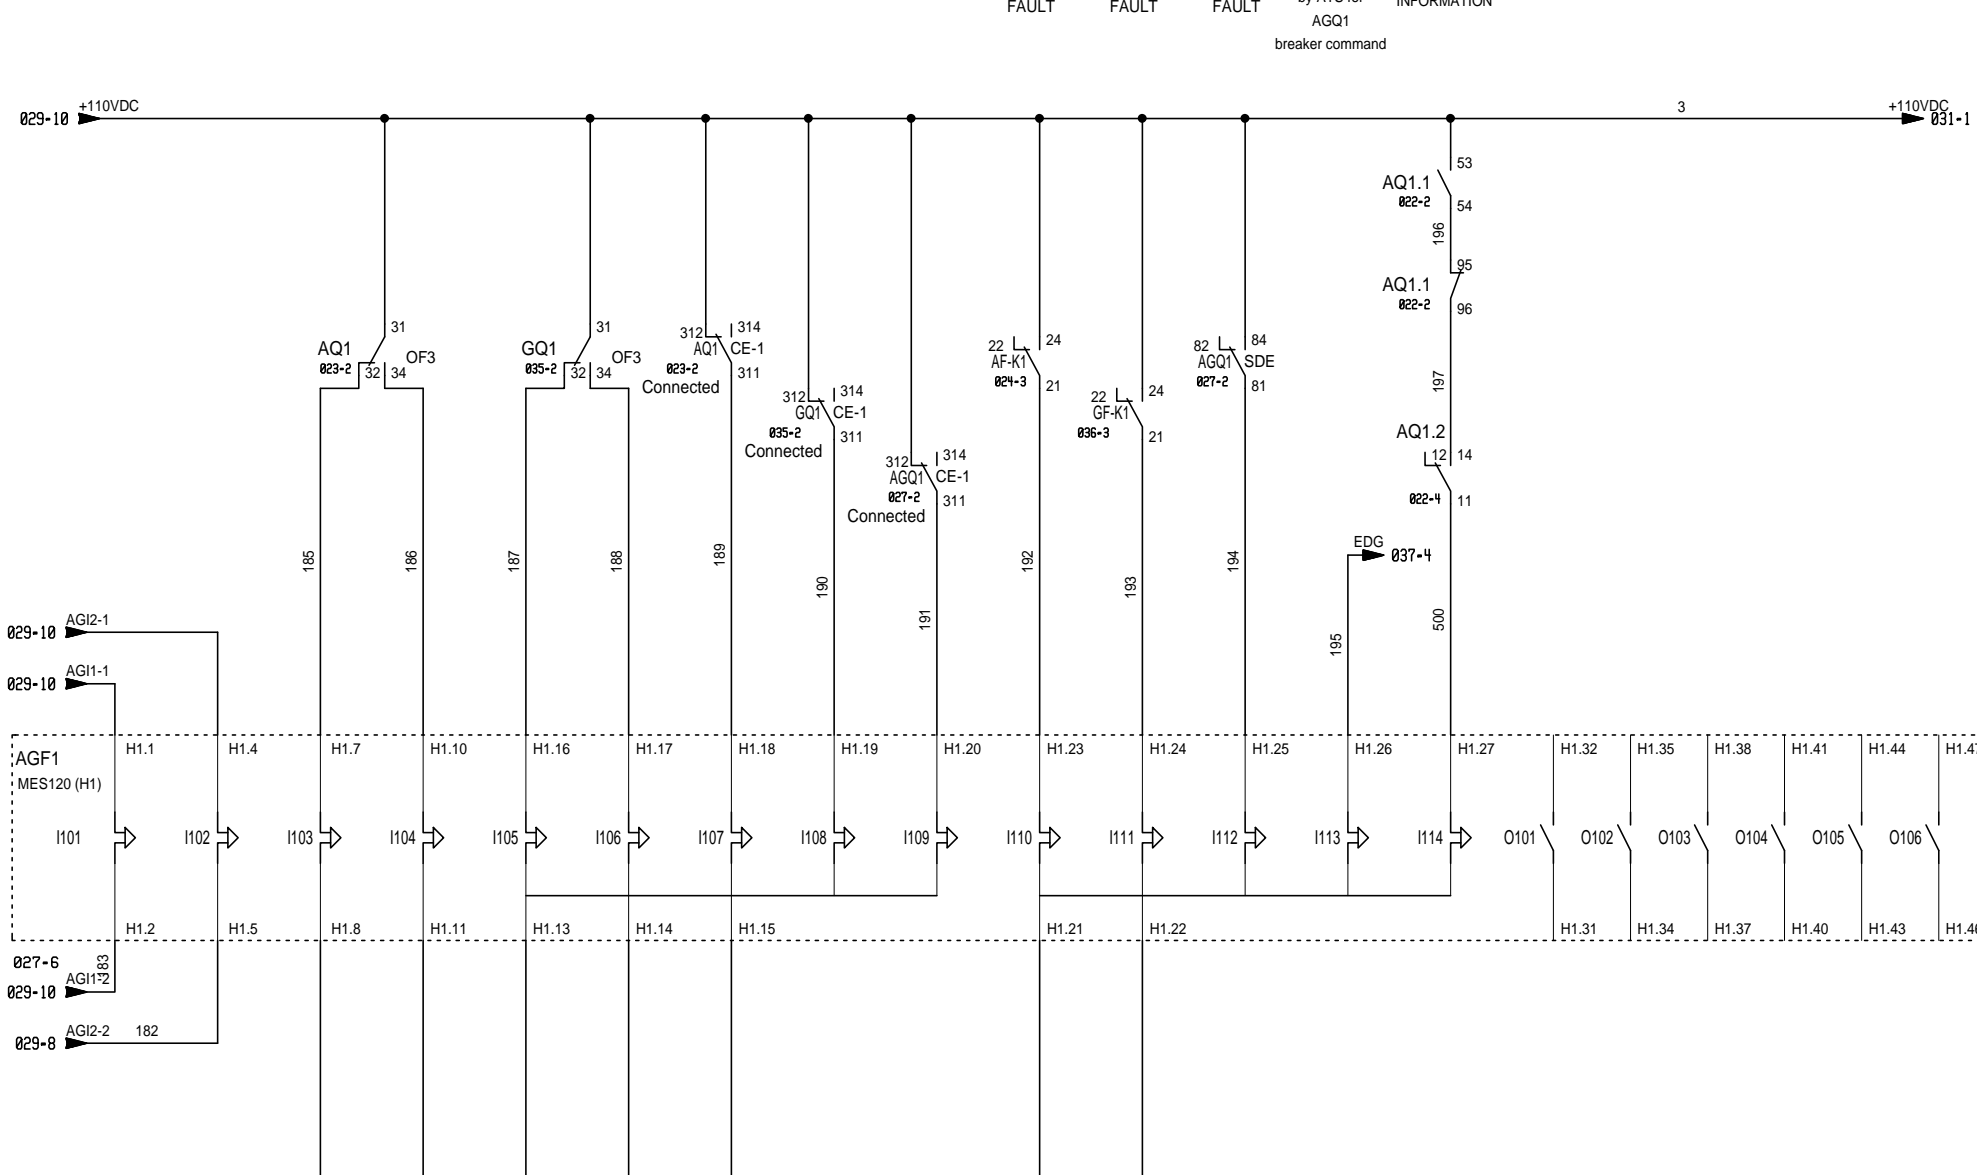 FAULT FAULT FAULT INFORMATION
AGQ1
breaker command
029-10 +110VDC 3 +110VDC 031-1
53
AQ1.1
022-2 54
196
95
AQ1.1
022-2 96
31 31 312 314 22 24 82 84
AQ1 OF3 GQ1 OF3 AQ1 CE-1 AF-K1 AGQ1 SDE
023-2 32 34 035-2 32 34 023-2 311 024-3 21 027-2 81
Connected
197
312 314 22 24
GQ1 CE-1 GF-K1
035-2 311 036-3 21
Connected
AQ1.2
312 314 12 14
AGQ1 CE-1
027-2 311 022-4 11
Connected
EDG 037-4
185 186 187 188 189 190 191 192 193 194 195 500
029-10 AGI2-1
029-10 AGI1-1
AGF1 H1.1 H1.4 H1.7 H1.10 H1.16 H1.17 H1.18 H1.19 H1.20 H1.23 H1.24 H1.25 H1.26 H1.27 H1.32 H1.35 H1.38 H1.41 H1.44 H1.47
MES120 (H1)
I101 I102 I103 I104 I105 I106 I107 I108 I109 I110 I111 I112 I113 I114 O101 O102 O103 O104 O105 O106
H1.2 H1.5 H1.8 H1.11 H1.13 H1.14 H1.15 H1.21 H1.22 H1.31 H1.34 H1.37 H1.40 H1.43 H1.46
027-6 183
029-10 AGI1-2
029-8 AGI2-2 182